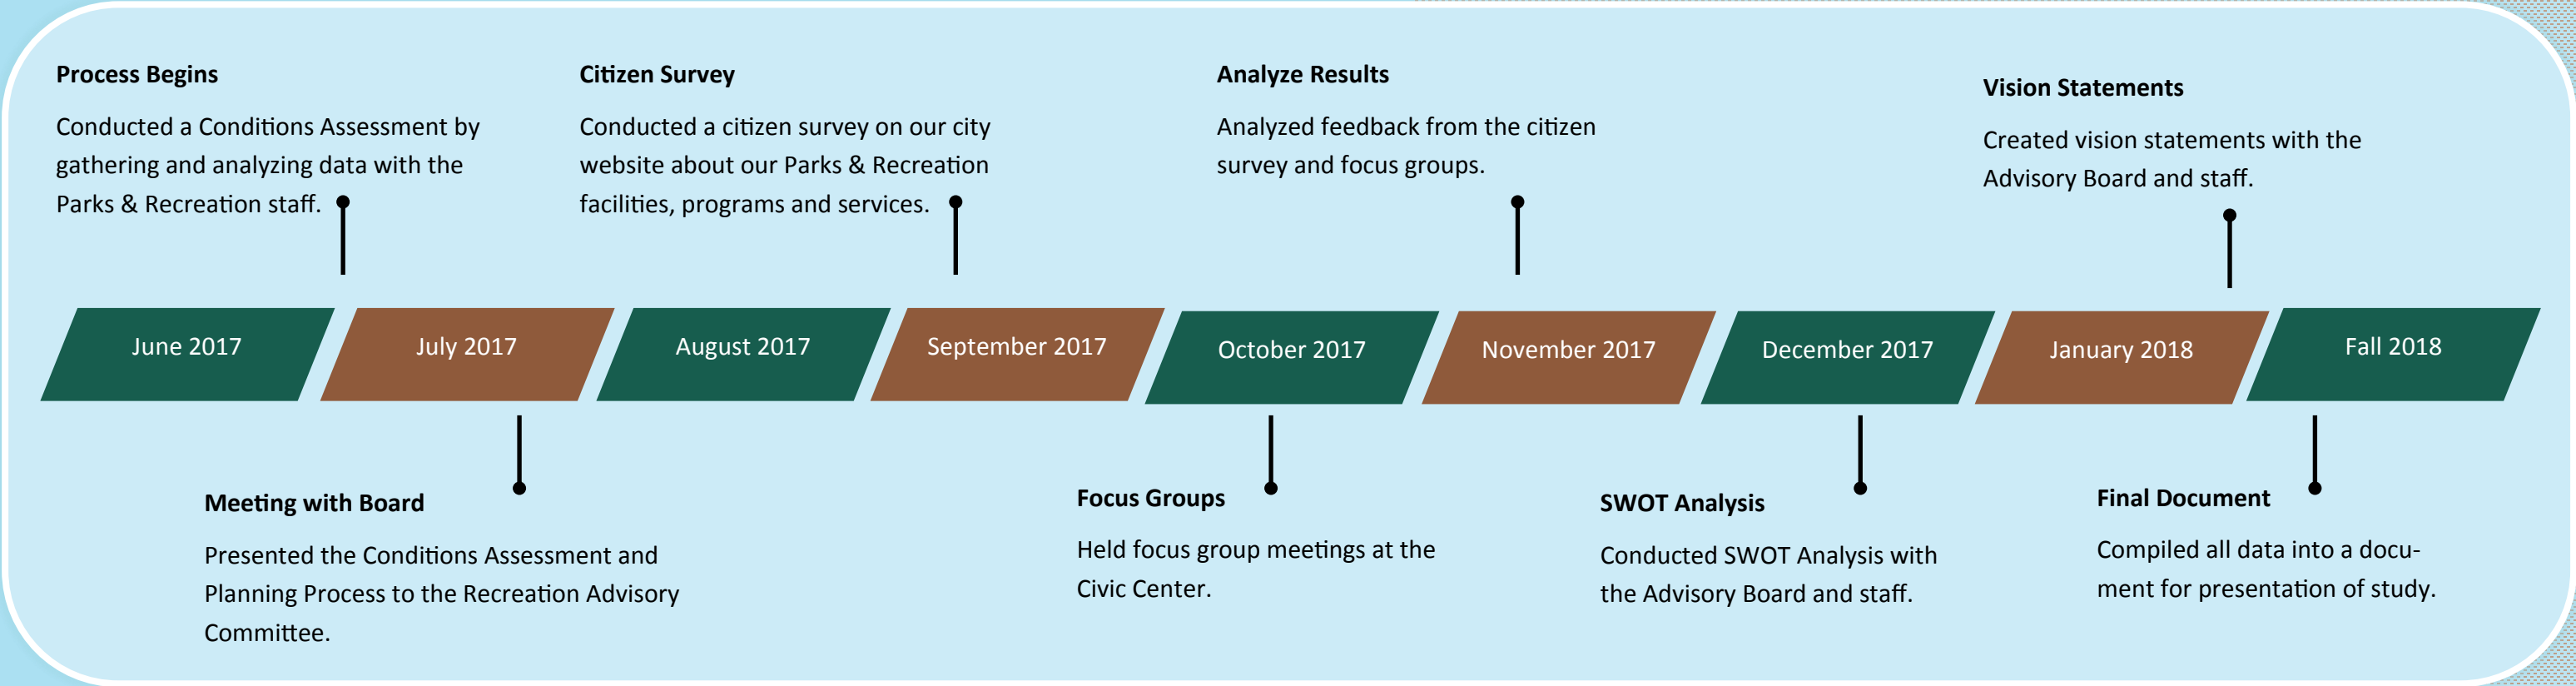 Process Begins
Conducted a Conditions Assessment by
gathering and analyzing data with the
Parks & Recreation staff.
Citizen Survey
Conducted a citizen survey on our city
website about our Parks & Recreation
facilities, programs and services.
Analyze Results
Analyzed feedback from the citizen
survey and focus groups.
Vision Statements
Created vision statements with the
Advisory Board and staff.
June 2017
July 2017
August 2017
September 2017
October 2017
November 2017
December 2017
January 2018
Fall 2018
Meeting with Board
Presented the Conditions Assessment and
Planning Process to the Recreation Advisory
Committee.
Focus Groups
Held focus group meetings at the
Civic Center.
SWOT Analysis
Conducted SWOT Analysis with
the Advisory Board and staff.
Final Document
Compiled all data into a docu-
ment for presentation of study.